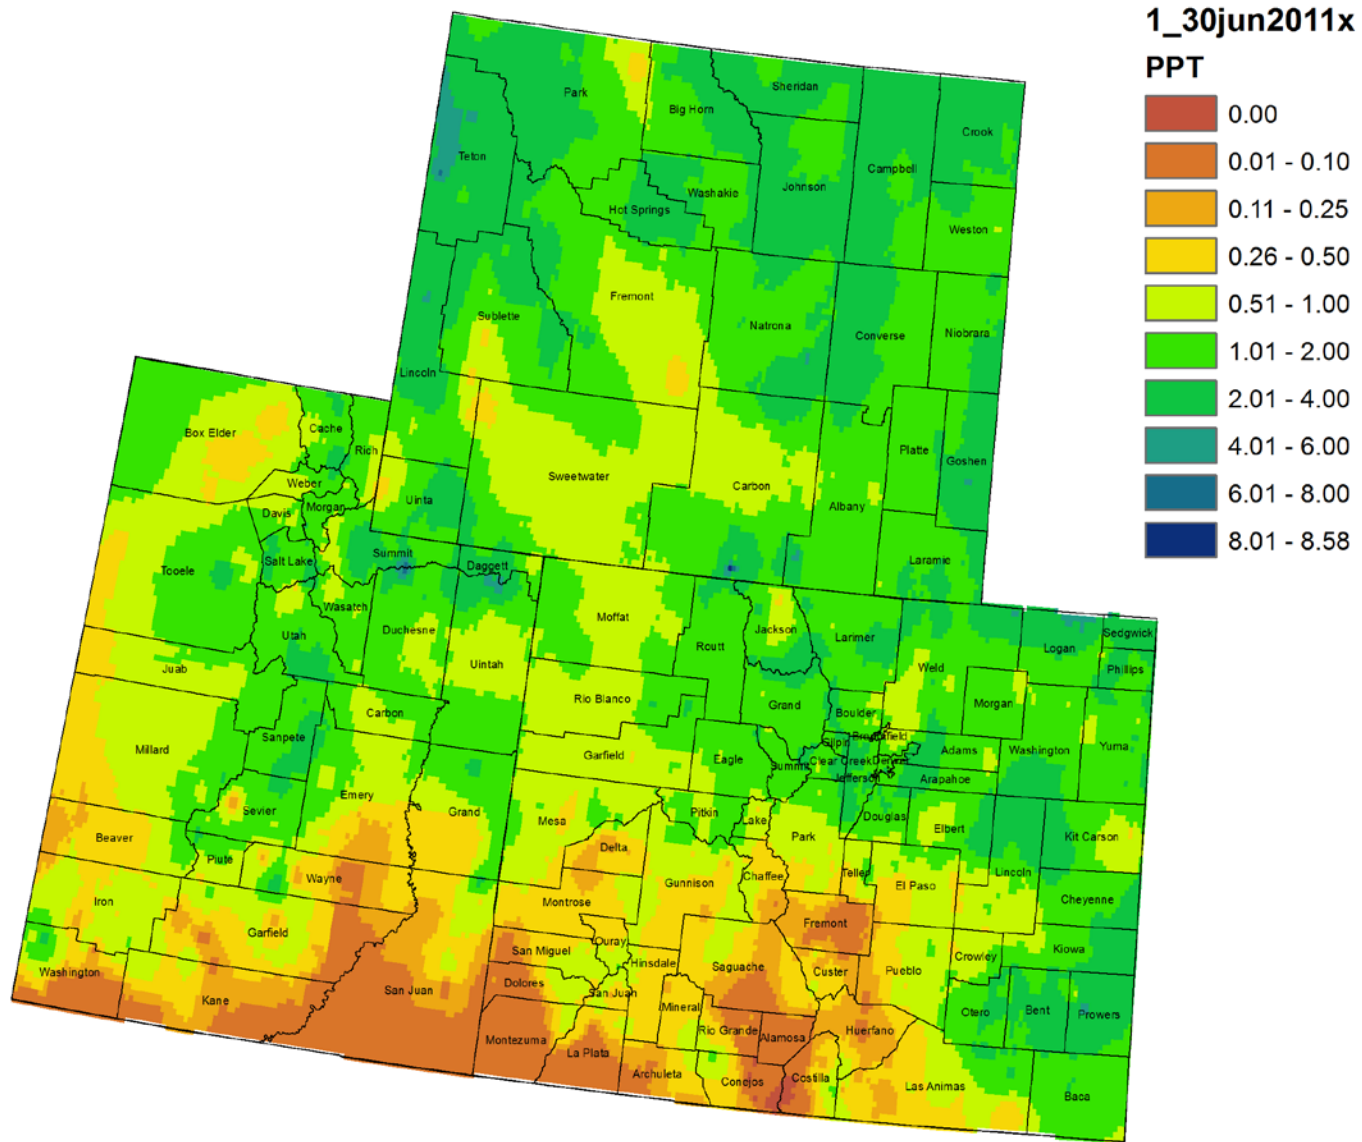 1_30jun2011x
PPT
0.00
0.01 - 0.10
0.11 - 0.25
0.26 - 0.50
0.51 - 1.00
1.01 - 2.00
2.01 - 4.00
4.01 - 6.00
6.01 - 8.00
8.01 - 8.58
Park
Big Horn
Sheridan
Crook
Teton
Campbell
Johnson
Washakie
Hot Springs
Weston
Fremont
Sublette
Natrona
Converse
Niobrara
Lincoln
Sweetwater
Carbon
Platte
Goshen
Albany
Uinta
Laramie
Box Elder
Cache
Rich
Weber
Davis
Morgan
Summit
Daggett
Salt Lake
Tooele
Wasatch
Duchesne
Utah
Uintah
Juab
Carbon
Sanpete
Millard
Emery
Grand
Sevier
Beaver
Piute
Wayne
Iron
Garfield
Washington
Kane
San Juan
Moffat
Routt
Jackson
Larimer
Weld
Logan
Sedgwick
Phillips
Rio Blanco
Grand
Boulder
Morgan
Broomfield
Gilpin
Adams
Washington
Yuma
Garfield
Eagle
Summit
Clear Creek
Denver
Jefferson
Arapahoe
Mesa
Pitkin
Lake
Park
Douglas
Elbert
Kit Carson
Delta
Gunnison
Chaffee
Teller
El Paso
Lincoln
Cheyenne
Montrose
Fremont
Ouray
San Miguel
Hinsdale
Saguache
Custer
Pueblo
Crowley
Kiowa
Dolores
San Juan
Mineral
Rio Grande
Alamosa
Huerfano
Otero
Bent
Prowers
Montezuma
La Plata
Archuleta
Conejos
Costilla
Las Animas
Baca